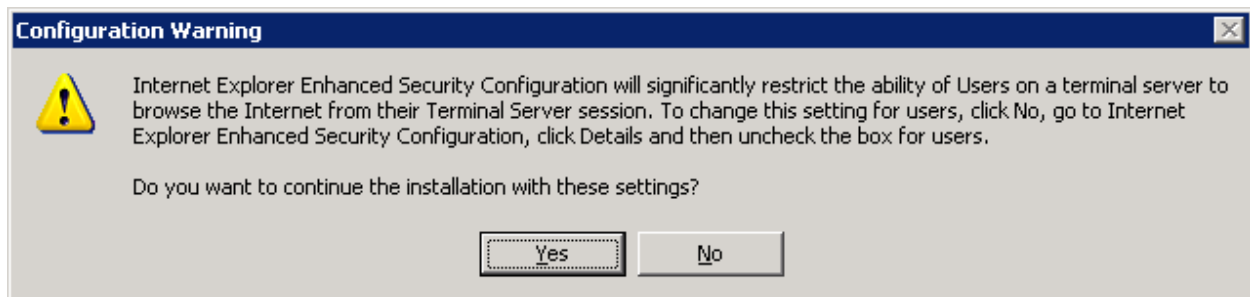 Configuration Warning
Internet Explorer Enhanced Security Configuration will significantly restrict the ability of Users on a terminal server to
browse the Internet from their Terminal Server session. To change this setting for users, click No, go to Internet
Explorer Enhanced Security Configuration, click Details and then uncheck the box for users.
Do you want to continue the installation with these settings?
Yes
No